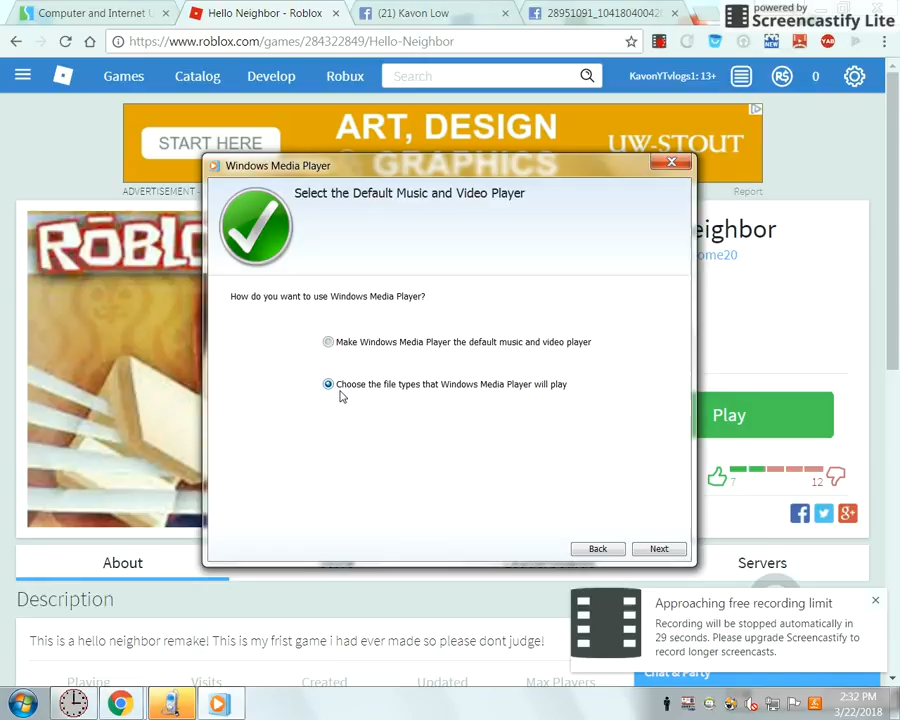 Computer and Internet U
Hello Neighbor - Roblox
(21) Kavon Low
28951091_1041804004
powered by
Screencastify Lite
https://www.roblox.com/games/284322849/Hello-Neighbor
NEW
YAB
Games
Catalog
Develop
Robux
Search
KavonYTvlogs1: 13+
R$
0
START HERE
ART, DESIGN
& GRAPHICS
UW-STOUT
ADVERTISEMENT
Report
Windows Media Player
Select the Default Music and Video Player
How do you want to use Windows Media Player?
Make Windows Media Player the default music and video player
Choose the file types that Windows Media Player will play
Back
Next
ROBLO
eighbor
ome20
Play
7
12
About
Servers
Description
This is a hello neighbor remake! This is my frist game i had ever made so please dont judge!
Playing
Visits
Created
Updated
Max Players
Approaching free recording limit
Recording will be stopped automatically in
29 seconds. Please upgrade Screencastify to
record longer screencasts.
Chat & Party
2:32 PM
3/22/2018